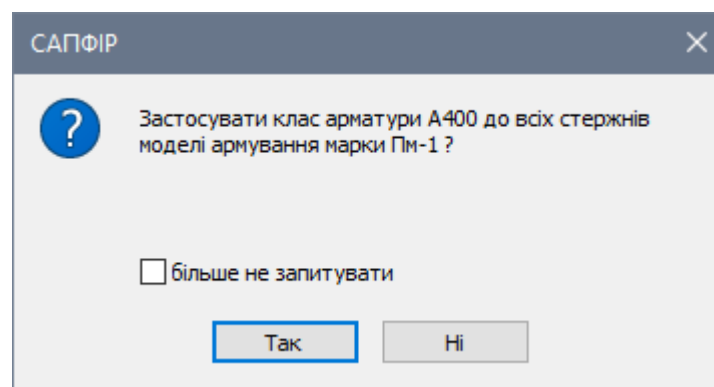 САПФІР
Застосувати клас арматури А400 до всіх стержнів
моделі армування марки Пм-1 ?
більше не запитувати
Так
Ні